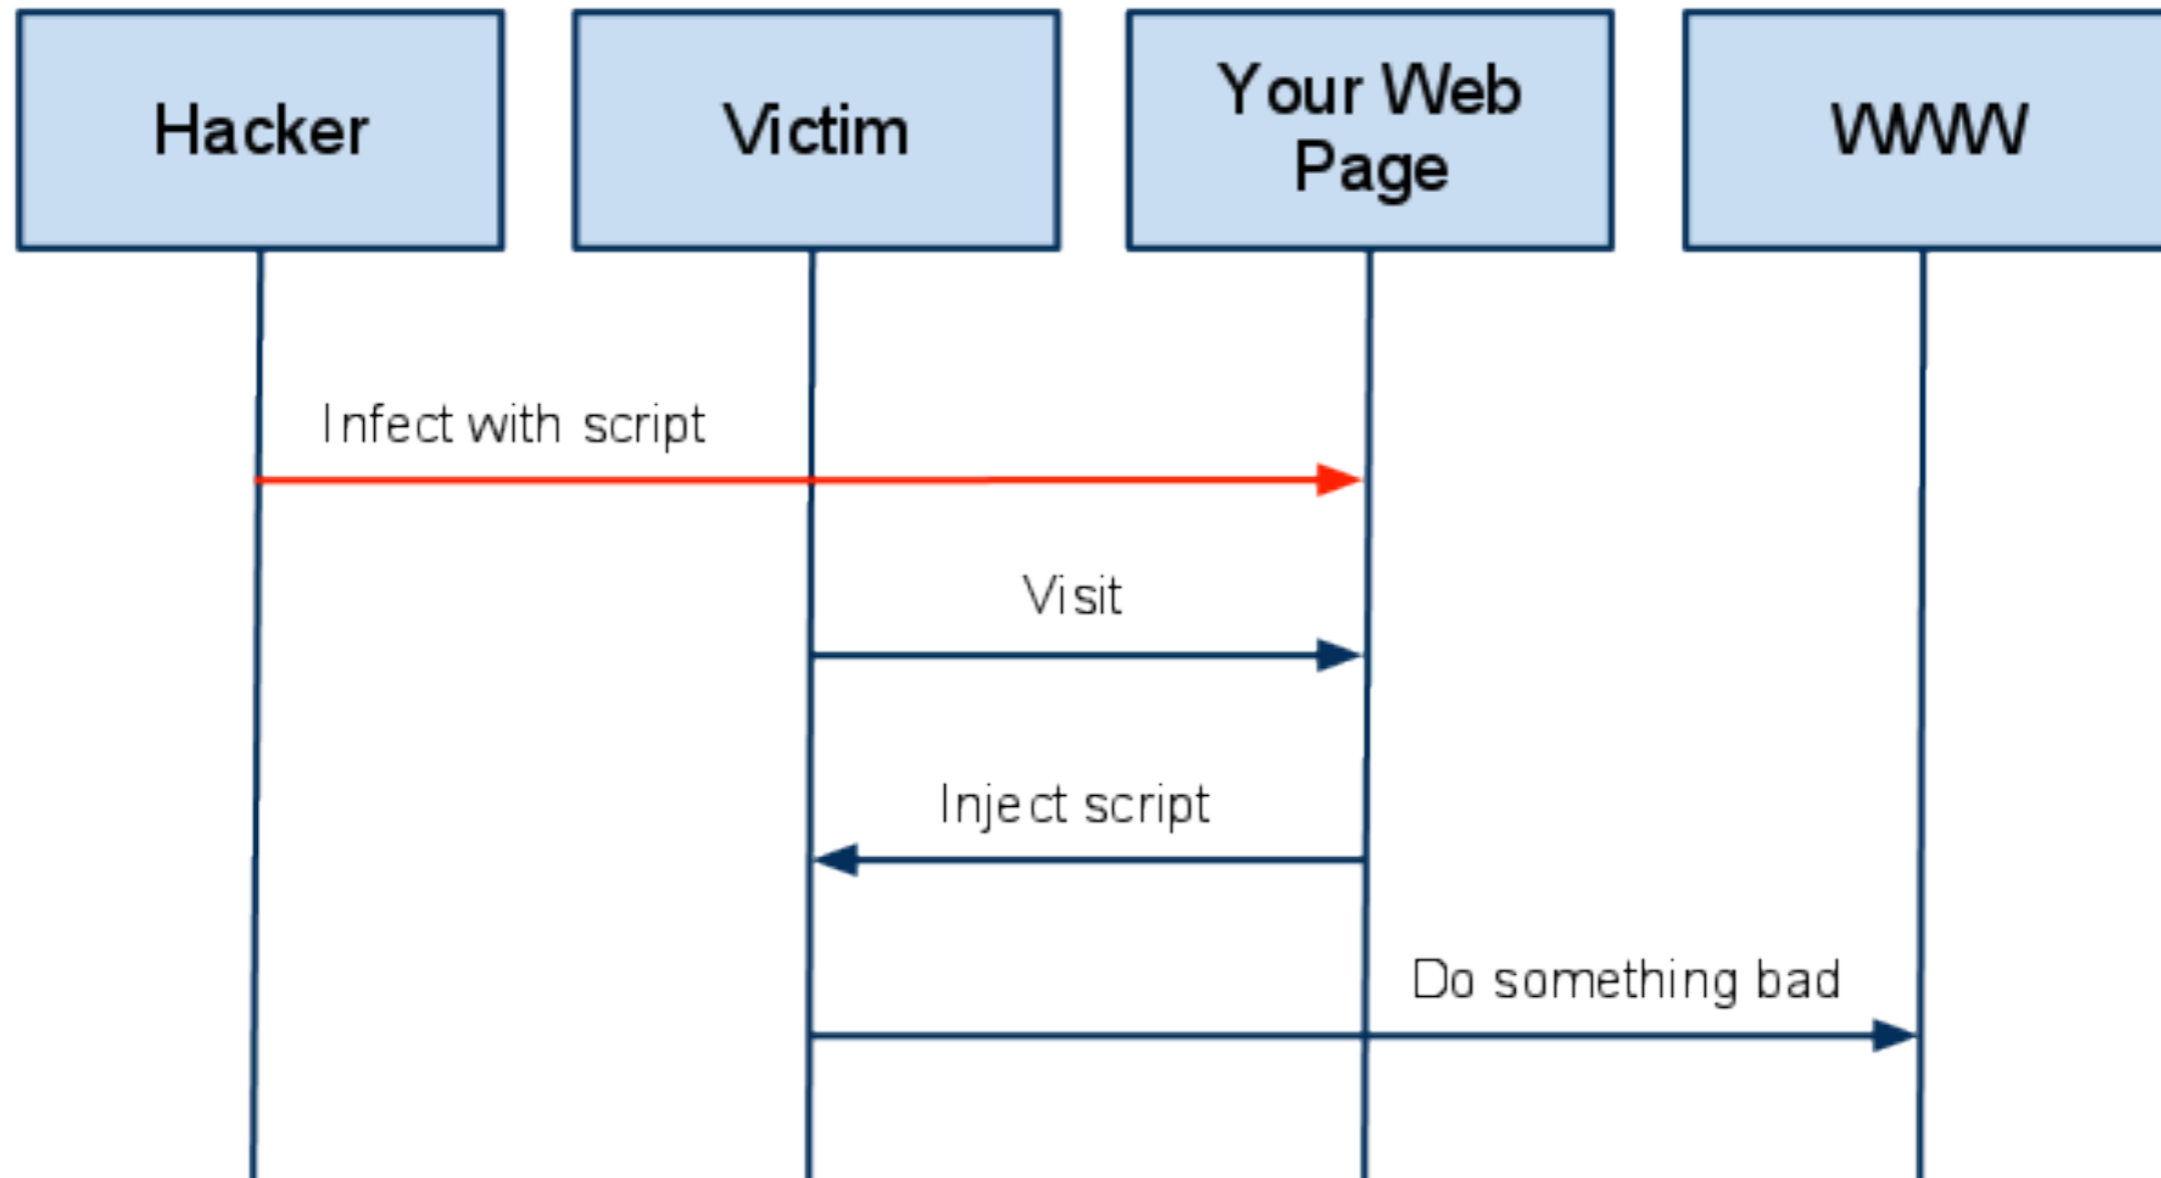 Hacker
Victim
Your Web
Page
WWW
Infect with script
Visit
Inject script
Do something bad